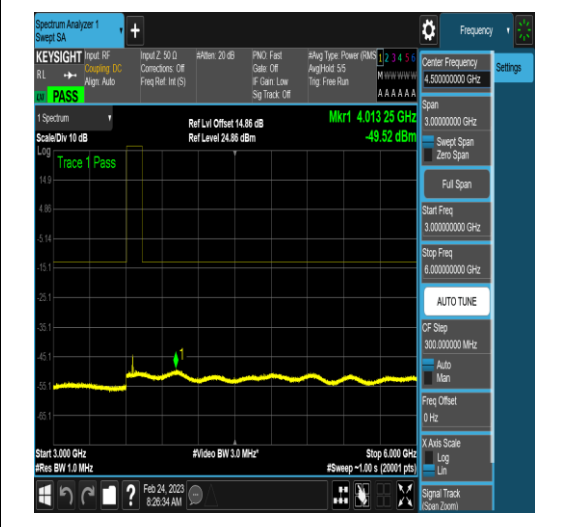 Spectrum Analyzer 1
Swept SA
+
Frequency
KEYSIGHT
RL
PASS
Input: RF
Coupling: DC
Align: Auto
Input Z: 50 Ω
Corrections: Off
Freq Ref: Int (S)
#Atten: 20 dB
PNO: Fast
Gate: Off
IF Gain: Low
Sig Track: Off
#Avg Type: Power (RMS
Avg|Hold: 5/5
Trig: Free Run
1 2 3 4 5 6
M W W W W W
A A A A A A
Center Frequency
4.500000000 GHz
Settings
Span
3.00000000 GHz
Swept Span
Zero Span
Full Span
Start Freq
3.000000000 GHz
Stop Freq
6.000000000 GHz
AUTO TUNE
CF Step
300.000000 MHz
Auto
Man
Freq Offset
0 Hz
X Axis Scale
Log
Lin
Signal Track
(Span Zoom)
1 Spectrum
Scale/Div 10 dB
Ref Lvl Offset 14.86 dB
Ref Level 24.86 dBm
Mkr1 4.013 25 GHz
-49.52 dBm
Log
Trace 1 Pass
14.9
4.86
-5.14
-15.1
-25.1
-35.1
-45.1
-55.1
-65.1
1
Start 3.000 GHz
#Res BW 1.0 MHz
#Video BW 3.0 MHz*
Stop 6.000 GHz
#Sweep ~1.00 s (20001 pts)
?
Feb 24, 2023
8:26:34 AM